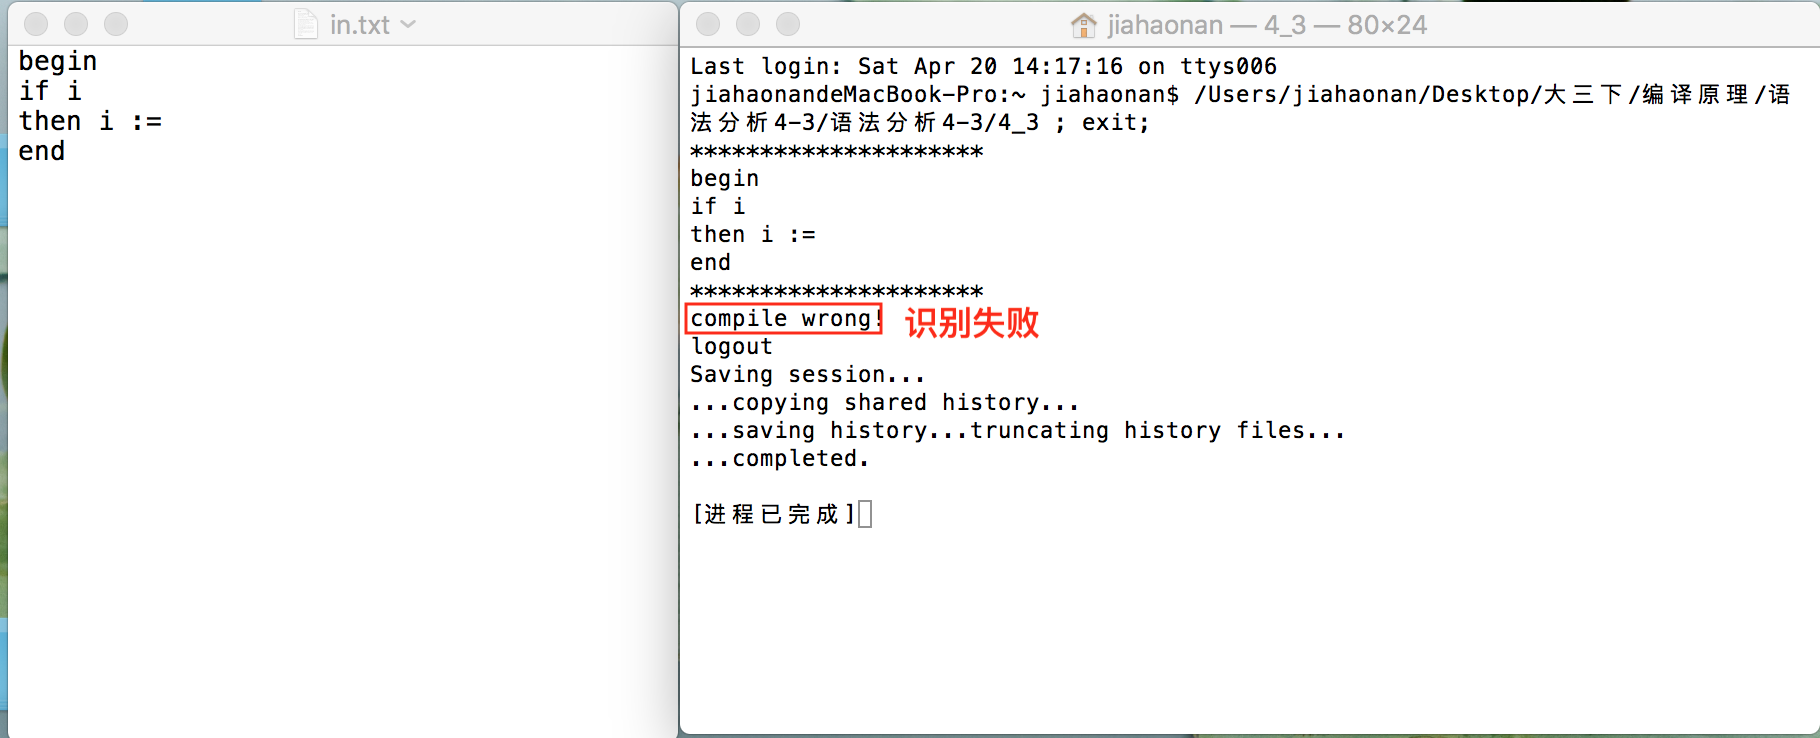 in.txt
begin
if i
then i :=
end
jiahaonan — 4_3 — 80×24
Last login: Sat Apr 20 14:17:16 on ttys006
jiahaonandeMacBook-Pro:~ jiahaonan$ /Users/jiahaonan/Desktop/大三下/编译原理/语
法分析4-3/语法分析4-3/4_3 ; exit;
*********************
begin
if i
then i :=
end
*********************
compile wrong! 识别失败
logout
Saving session...
...copying shared history...
...saving history...truncating history files...
...completed.
[进程已完成]